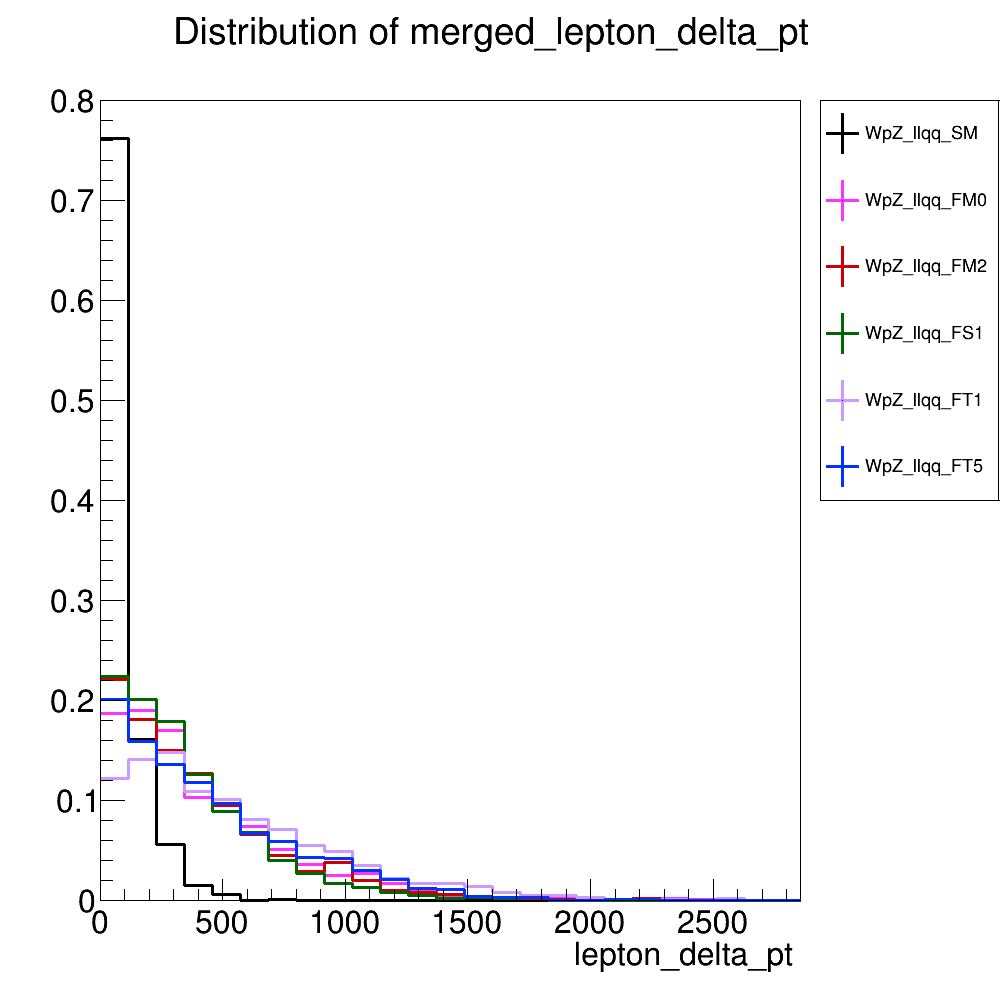 Distribution of merged_lepton_delta_pt
0.8
0.7
0.6
0.5
0.4
0.3
0.2
0.1
0
0 500 1000 1500 2000 2500
lepton_delta_pt
WpZ_llqq_SM
WpZ_llqq_FM0
WpZ_llqq_FM2
WpZ_llqq_FS1
WpZ_llqq_FT1
WpZ_llqq_FT5